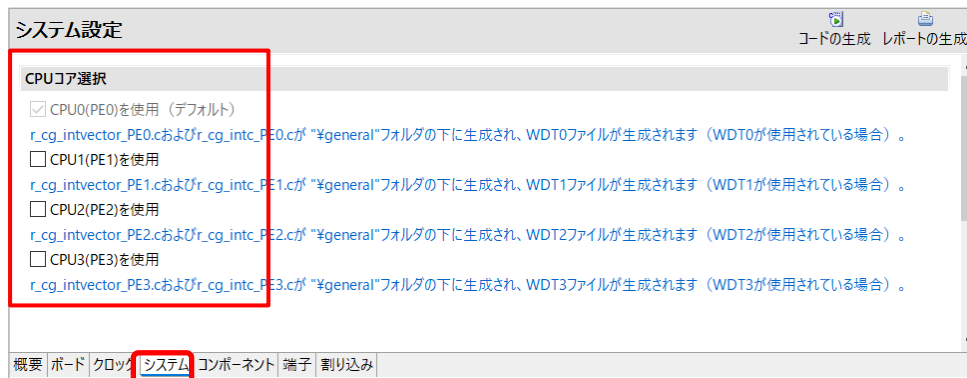 システム設定
コードの生成 レポートの生成
CPUコア選択
CPU0(PE0)を使用（デフォルト）
r_cg_intvector_PE0.cおよびr_cg_intc_PE0.cが "¥general"フォルダの下に生成され、WDT0ファイルが生成されます（WDT0が使用されている場合）。
CPU1(PE1)を使用
r_cg_intvector_PE1.cおよびr_cg_intc_PE1.cが "¥general"フォルダの下に生成され、WDT1ファイルが生成されます（WDT1が使用されている場合）。
CPU2(PE2)を使用
r_cg_intvector_PE2.cおよびr_cg_intc_PE2.cが "¥general"フォルダの下に生成され、WDT2ファイルが生成されます（WDT2が使用されている場合）。
CPU3(PE3)を使用
r_cg_intvector_PE3.cおよびr_cg_intc_PE3.cが "¥general"フォルダの下に生成され、WDT3ファイルが生成されます（WDT3が使用されている場合）。
概要 ボード クロック システム コンポーネント 端子 割り込み